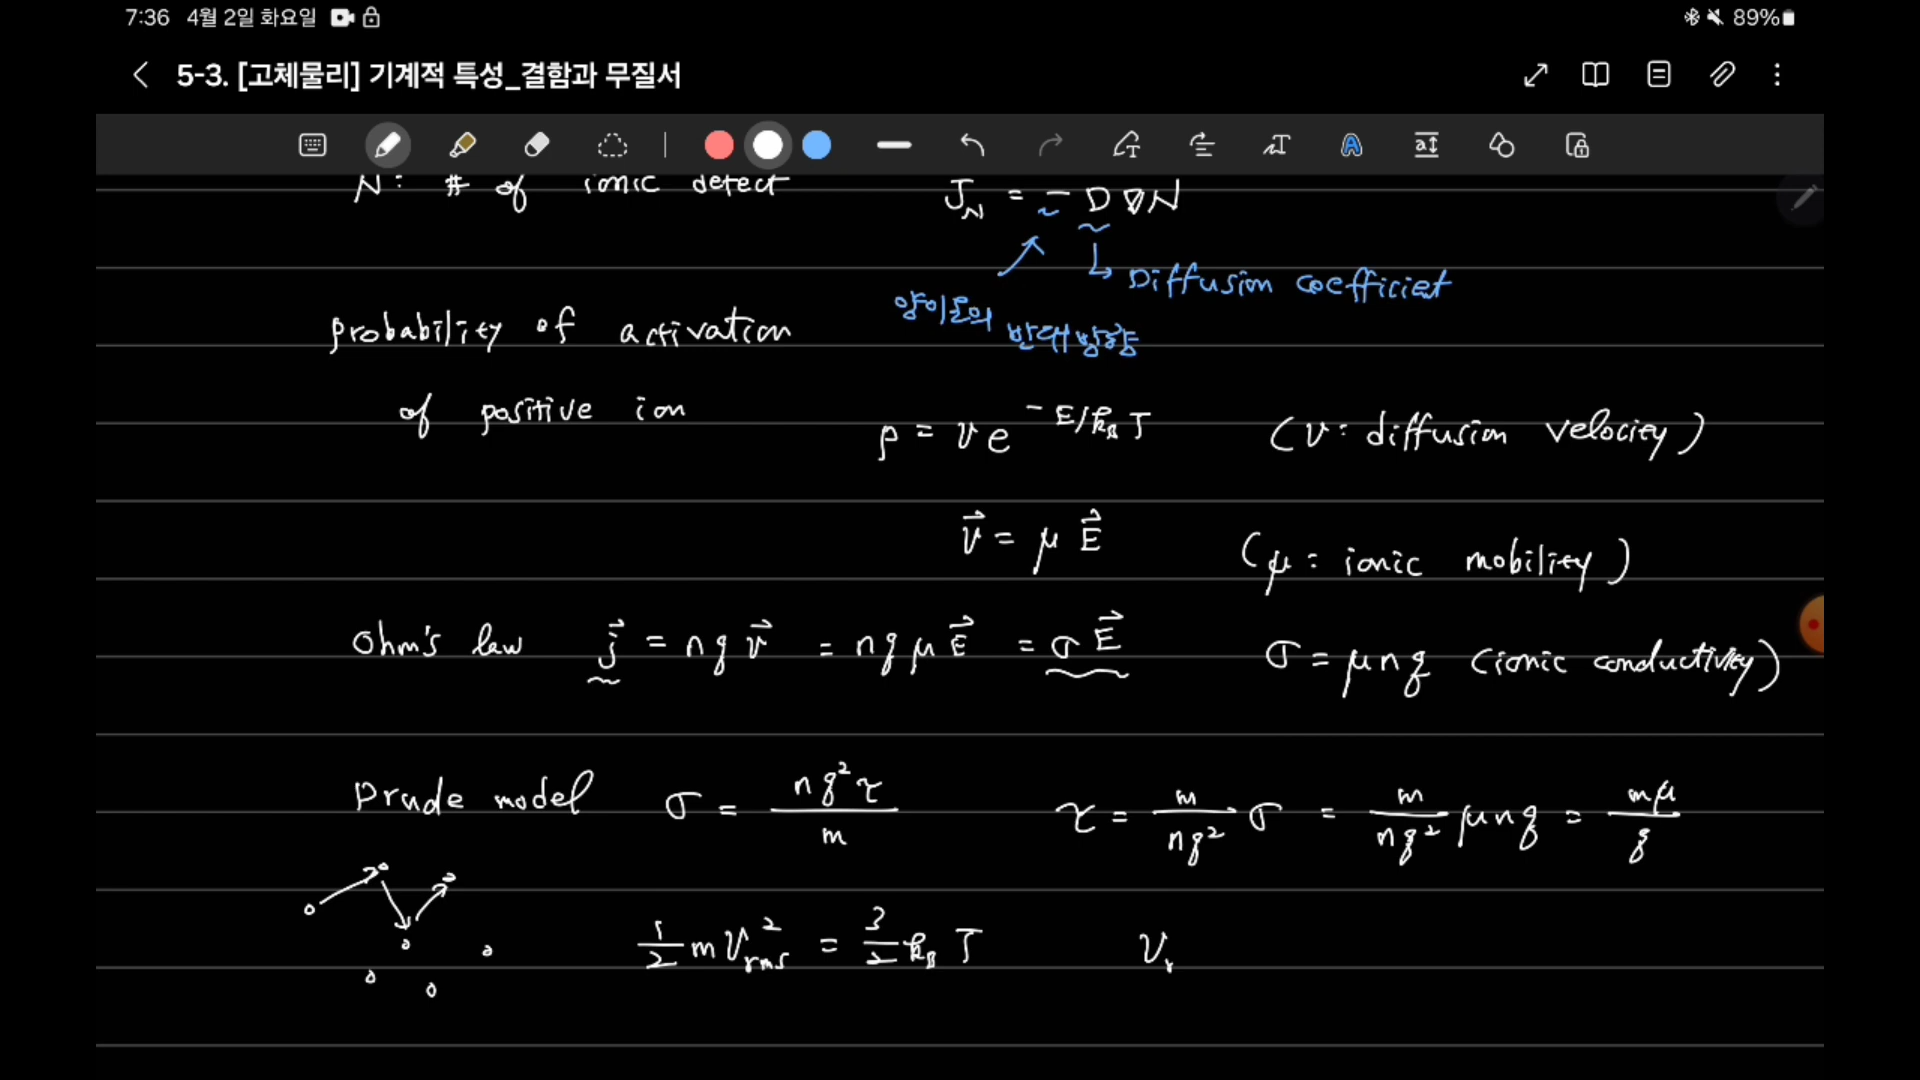 7:36 4월 2일 화요일 89%
5-3. [고체물리] 기계적 특성_결함과 무질서
N : # of ionic defect J_N = - D ∇N
Diffusion coefficient
양이온의 반대방향
probability of activation
of positive ion
p = ν e^{-E/k_B T} (ν : diffusion velocity)
v⃗ = μ E⃗ (μ : ionic mobility)
Ohm's law j⃗ = nq v⃗ = nqμ E⃗ = σ E⃗ σ = μnq (ionic conductivity)
Drude model σ = nq²τ / m τ = m / nq² σ = m / nq² μnq = mμ / q
1/2 m V_rms² = 3/2 k_B T V_r